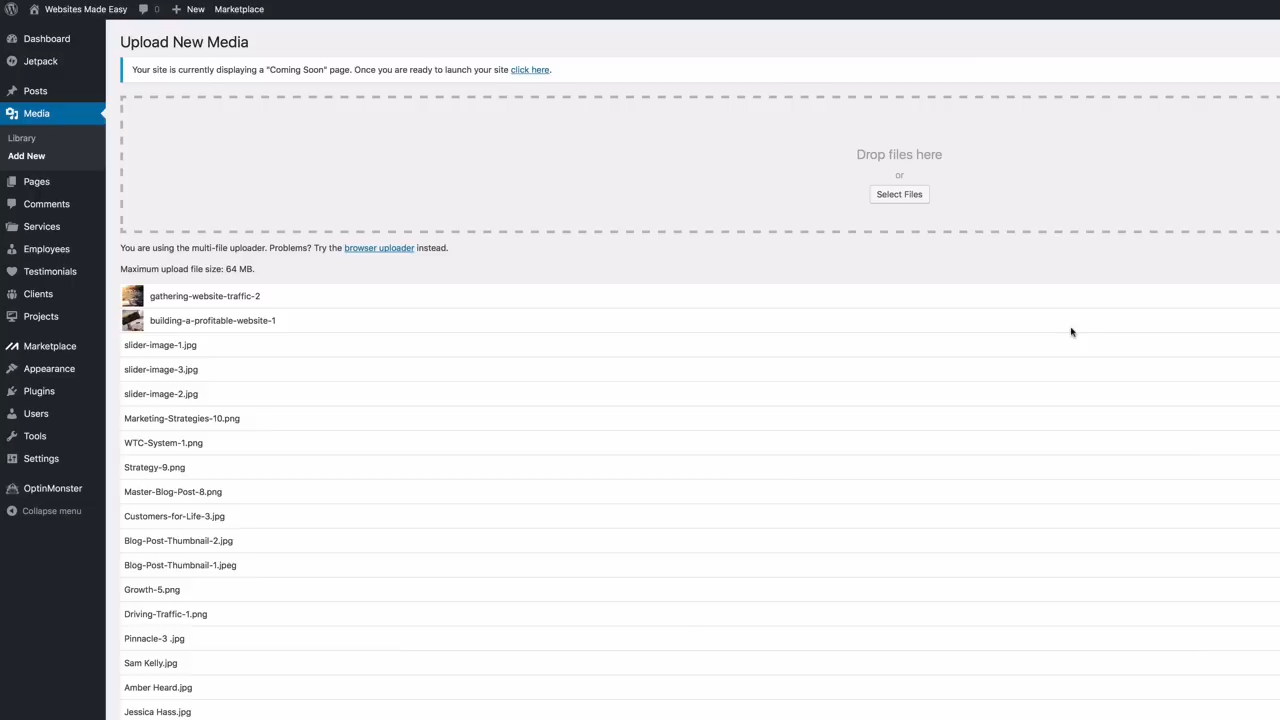 Websites Made Easy 0 New Marketplace
Dashboard
Jetpack
Posts
Media
Library
Add New
Pages
Comments
Services
Employees
Testimonials
Clients
Projects
Marketplace
Appearance
Plugins
Users
Tools
Settings
OptinMonster
Collapse menu
Upload New Media
Your site is currently displaying a "Coming Soon" page. Once you are ready to launch your site click here.
Drop files here
or
Select Files
You are using the multi-file uploader. Problems? Try the browser uploader instead.
Maximum upload file size: 64 MB.
gathering-website-traffic-2
building-a-profitable-website-1
slider-image-1.jpg
slider-image-3.jpg
slider-image-2.jpg
Marketing-Strategies-10.png
WTC-System-1.png
Strategy-9.png
Master-Blog-Post-8.png
Customers-for-Life-3.jpg
Blog-Post-Thumbnail-2.jpg
Blog-Post-Thumbnail-1.jpeg
Growth-5.png
Driving-Traffic-1.png
Pinnacle-3 .jpg
Sam Kelly.jpg
Amber Heard.jpg
Jessica Hass.jpg